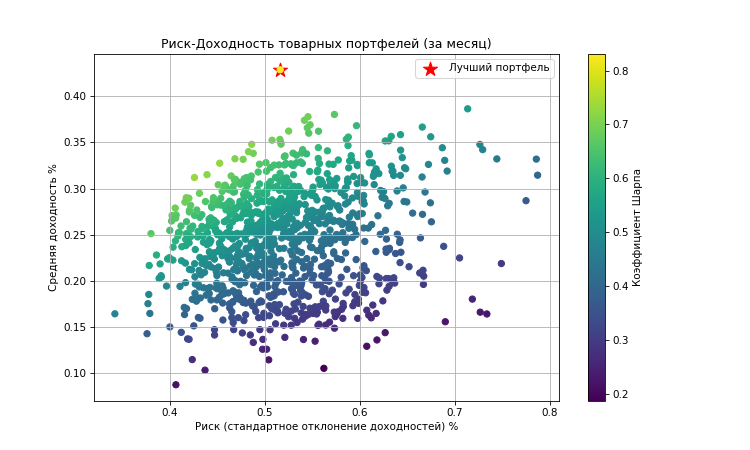 Риск-Доходность товарных портфелей (за месяц)
Лучший портфель
Средняя доходность %
0.40
0.35
0.30
0.25
0.20
0.15
0.10
0.4 0.5 0.6 0.7 0.8
Риск (стандартное отклонение доходностей) %
0.8
0.7
0.6
0.5
0.4
0.3
0.2
Коэффициент Шарпа